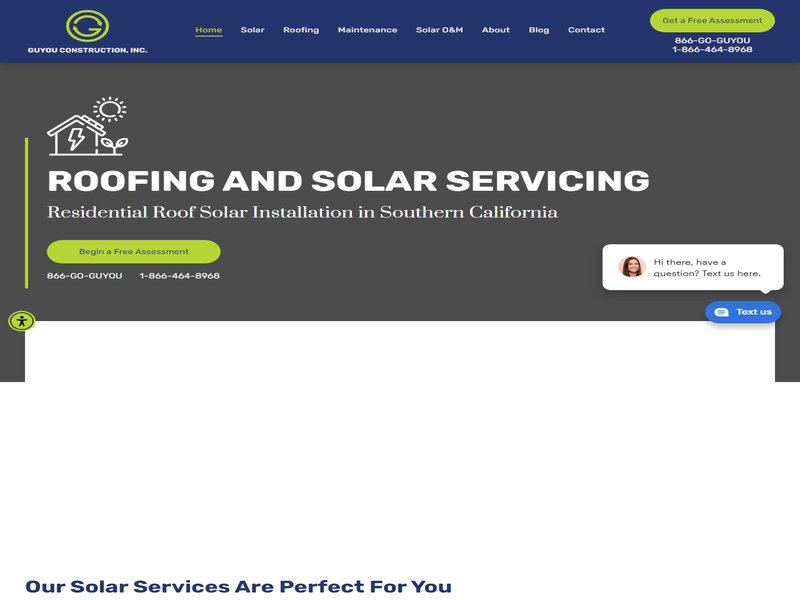 GUYOU CONSTRUCTION, INC.
Home Solar Roofing Maintenance Solar O&M About Blog Contact
Get a Free Assessment
866-GO-GUYOU
1-866-464-8968
ROOFING AND SOLAR SERVICING
Residential Roof Solar Installation in Southern California
Begin a Free Assessment
866-GO-GUYOU 1-866-464-8968
Hi there, have a
question? Text us here.
Text us
Our Solar Services Are Perfect For You